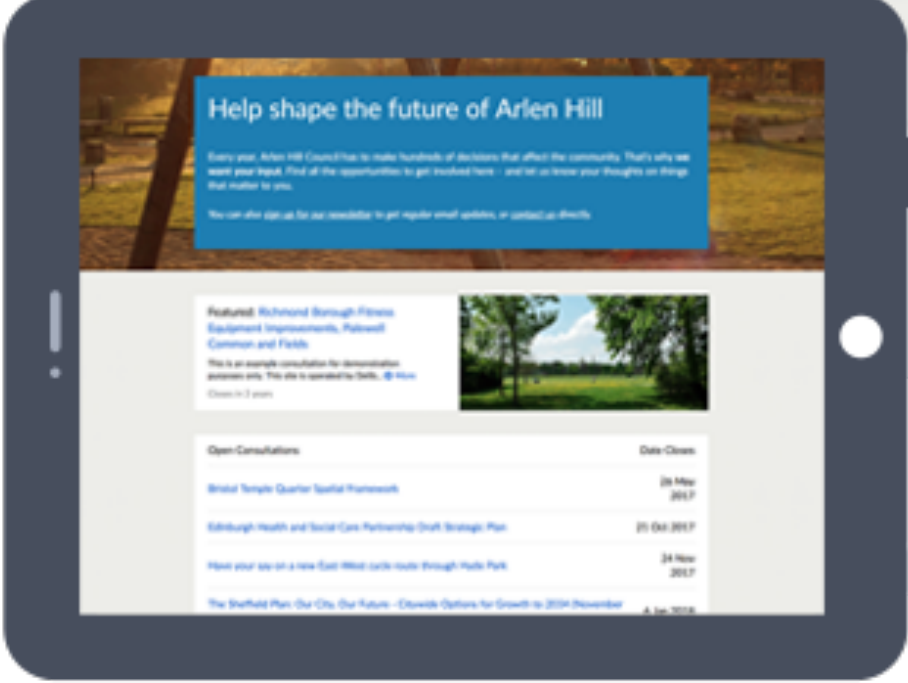 Help shape the future of Arlen Hill
Every year, Arlen Hill Council has to make hundreds of decisions that affect the community. That's why we
want your input. Find all the opportunities to get involved here – and let us know your thoughts on things
that matter to you.
You can also sign up for our newsletter to get regular email updates, or contact us directly.
Featured: Richmond Borough Fitness
Equipment Improvements, Palewell
Common and Fields
This is an example consultation for demonstration
purposes only. This site is operated by Delib... More
Closes in 2 years
Open Consultations Date Closes
Bristol Temple Quarter Spatial Framework 26 May
2017
Edinburgh Health and Social Care Partnership Draft Strategic Plan 21 Oct 2017
Have your say on a new East-West cycle route through Hyde Park 24 Nov
2017
The Sheffield Plan: Our City, Our Future - Citywide Options for Growth to 2034 (November 4 Jan 2018